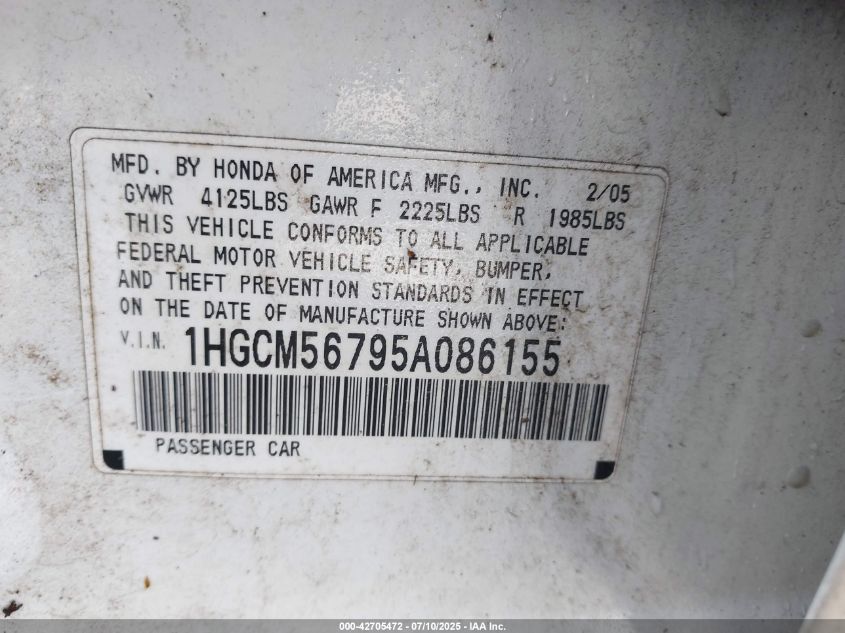 MFD. BY HONDA OF AMERICA MFG., INC. 2/05
GVWR 4125LBS GAWR F 2225LBS R 1985LBS
THIS VEHICLE CONFORMS TO ALL APPLICABLE
FEDERAL MOTOR VEHICLE SAFETY, BUMPER,
AND THEFT PREVENTION STANDARDS IN EFFECT
ON THE DATE OF MANUFACTURE SHOWN ABOVE:
V.I.N. 1HGCM56795A086155
PASSENGER CAR
000-42705472 - 07/10/2025 - IAA Inc.